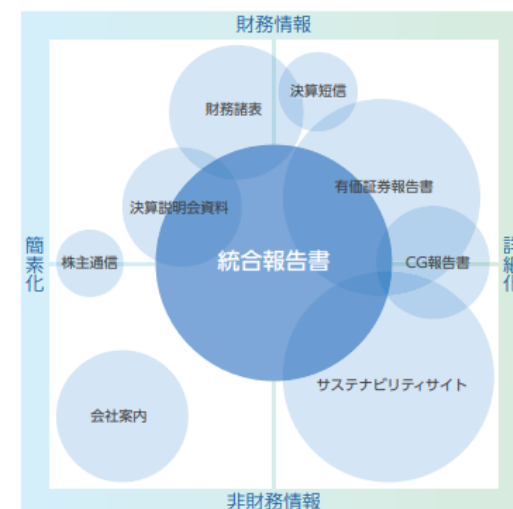 財務情報
決算短信
財務諸表
有価証券報告書
決算説明会資料
簡素化
株主通信
統合報告書
CG報告書
詳細化
サステナビリティサイト
会社案内
非財務情報